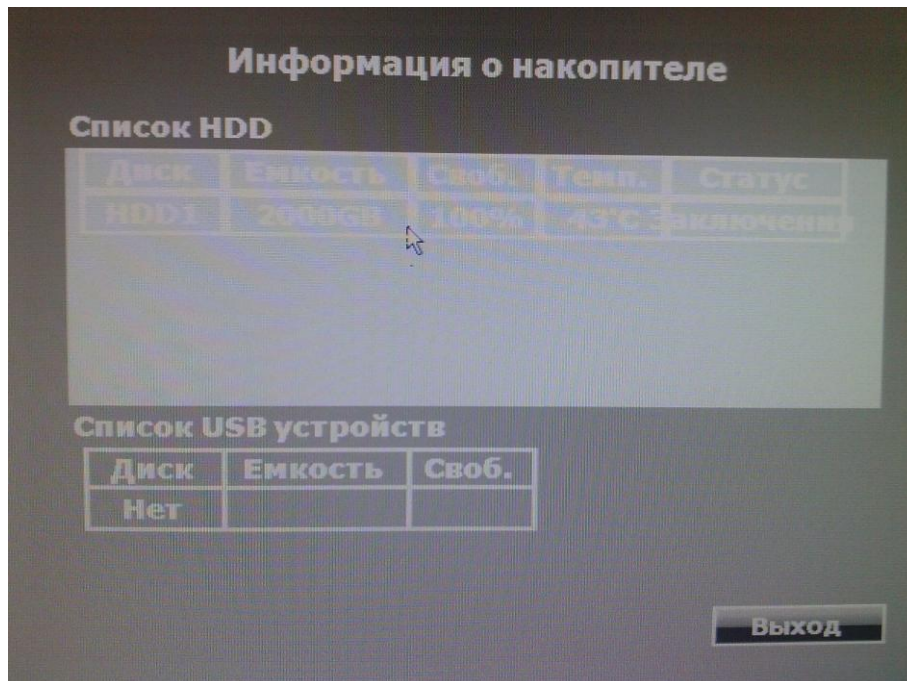 Информация о накопителе
Список HDD
Диск Емкость Своб. Темп. Статус
HDD1 2000GB 100% 43°C Заключения
Список USB устройств
Диск Емкость Своб.
Нет
Выход